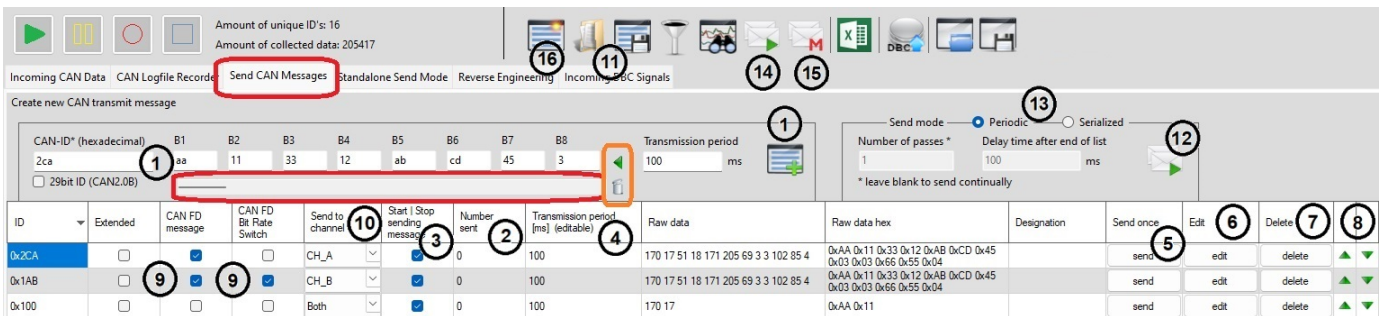 Amount of unique ID's: 16
Amount of collected data: 205417
M
DBC
16
11
14
15
Incoming CAN Data CAN Logfile Recorder Send CAN Messages Standalone Send Mode Reverse Engineering Incoming DBC Signals
Create new CAN transmit message
13
1
Send mode Periodic Serialized
CAN-ID* (hexadecimal) B1 B2 B3 B4 B5 B6 B7 B8 Transmission period Number of passes * Delay time after end of list
12
2ca 1 aa 11 33 12 ab cd 45 3 100 ms 1 100 ms
29bit ID (CAN2.0B) * leave blank to send continually
ID Extended CAN FD message CAN FD Bit Rate Switch Send to channel 10 Start | Stop sending message 3 Number sent 2 Transmission period [ms] (editable) 4 Raw data Raw data hex Designation Send once 5 Edit 6 Delete 7 8
0x2CA CH_A 0 100 170 17 51 18 171 205 69 3 3 102 85 4 0xAA 0x11 0x33 0x12 0xAB 0xCD 0x45 send edit delete
0x03 0x03 0x66 0x55 0x04
0x1AB 9 9 CH_B 0 100 170 17 51 18 171 205 69 3 3 102 85 4 0xAA 0x11 0x33 0x12 0xAB 0xCD 0x45 send edit delete
0x03 0x03 0x66 0x55 0x04
0x100 Both 0 100 170 17 0xAA 0x11 send edit delete